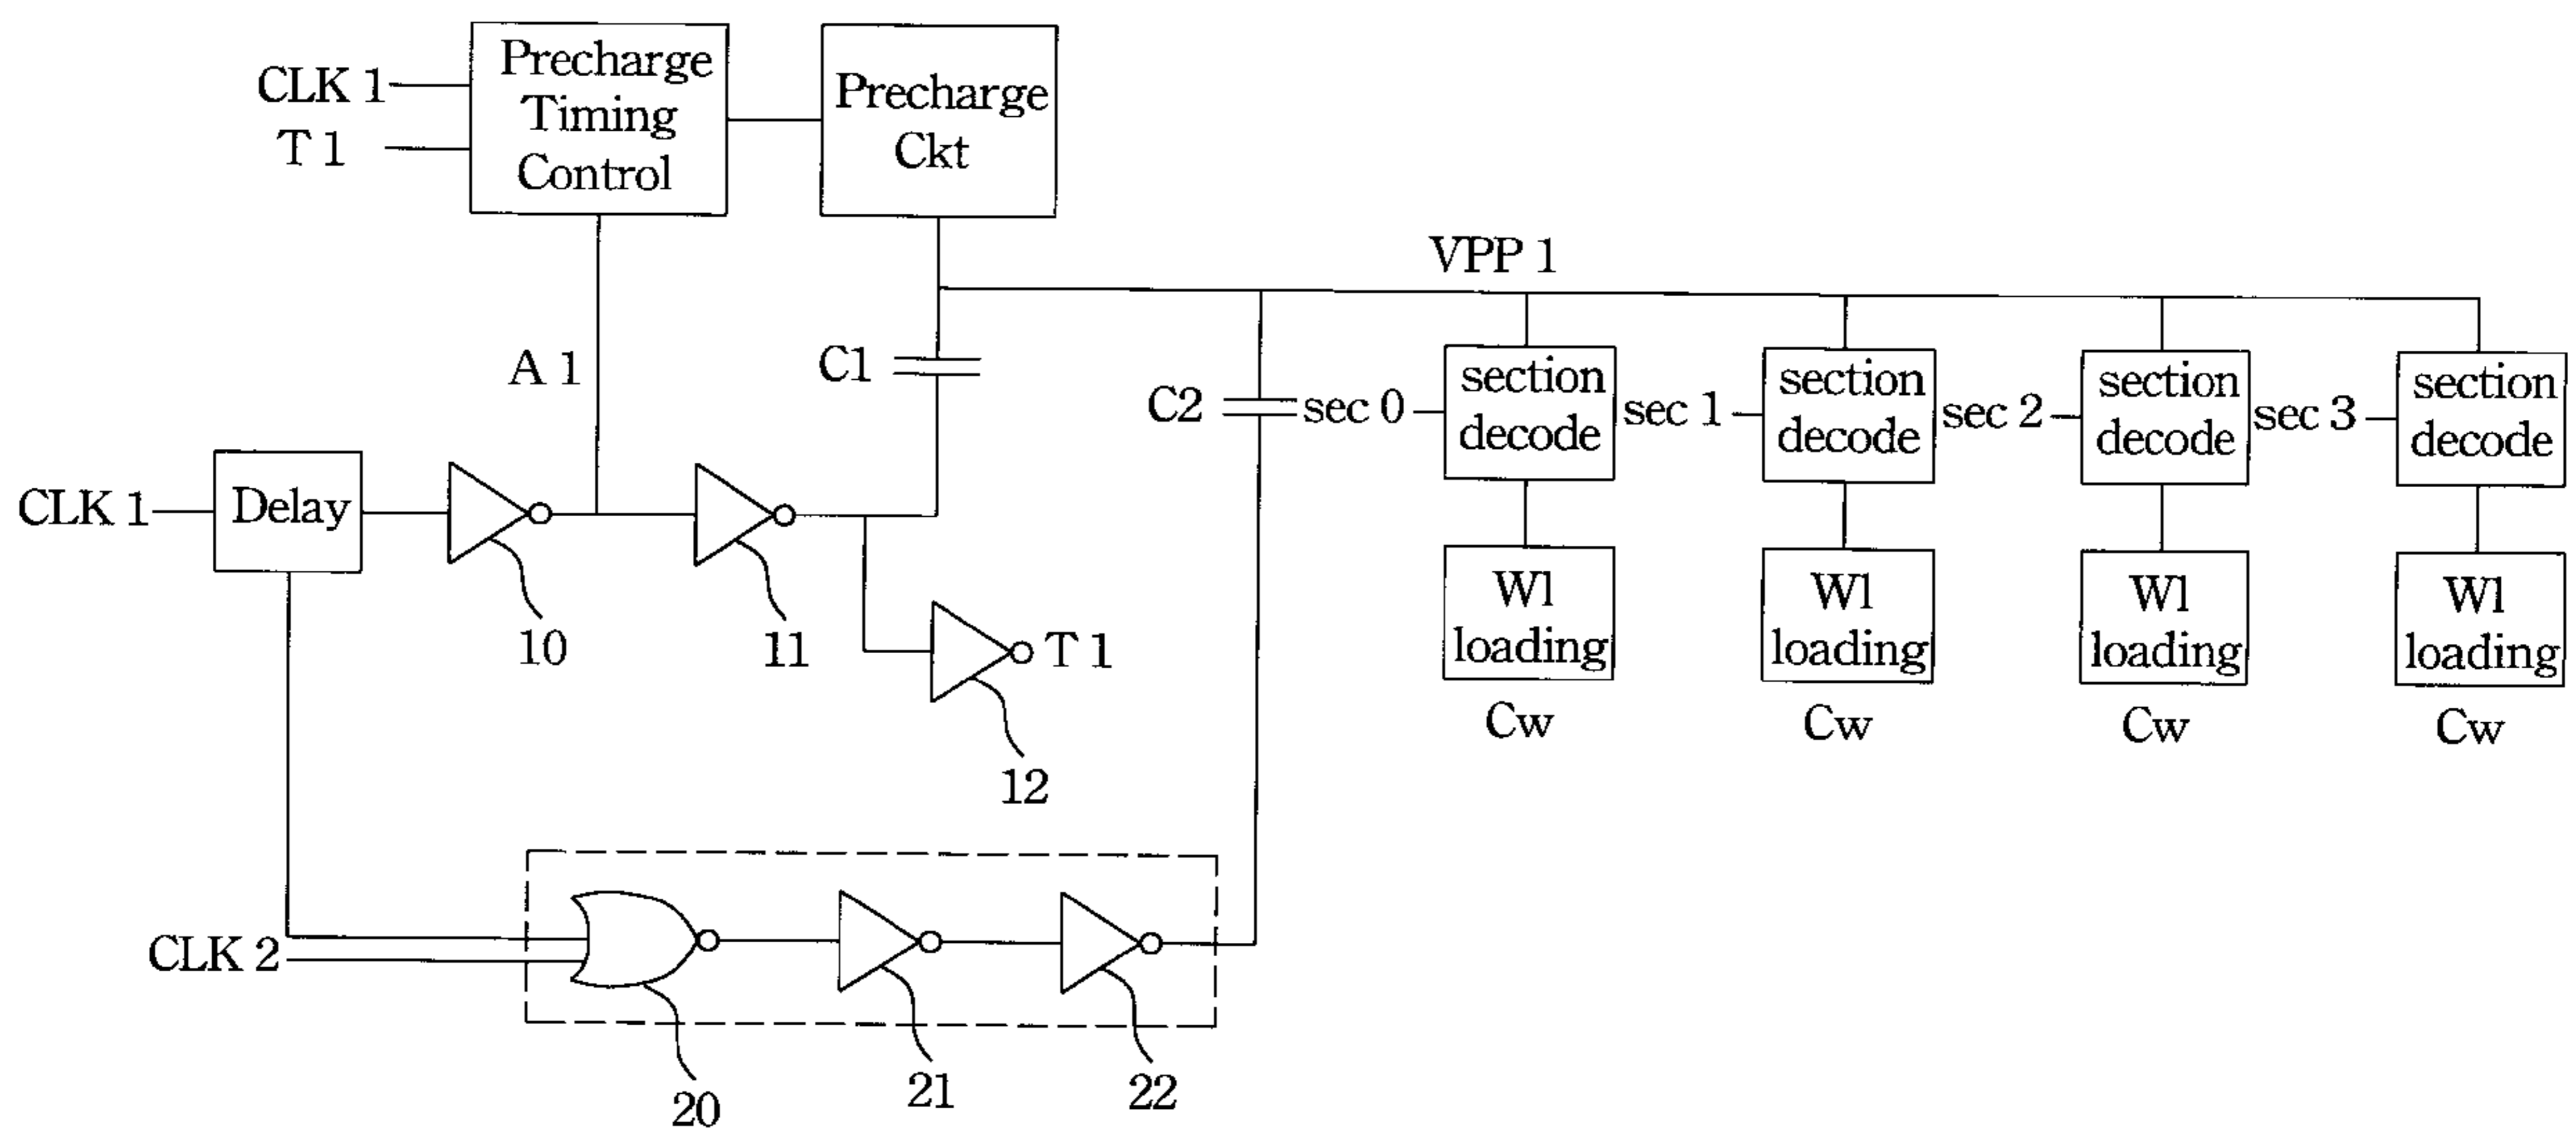 Precharge
Timing
Control
CLK 1
T 1
Precharge
Ckt
VPP 1
A 1
C1
C2
sec 0
section
decode
sec 1
section
decode
sec 2
section
decode
sec 3
section
decode
CLK 1
Delay
10
11
T 1
12
Wl
loading
Cw
Wl
loading
Cw
Wl
loading
Cw
Wl
loading
Cw
CLK 2
20
21
22